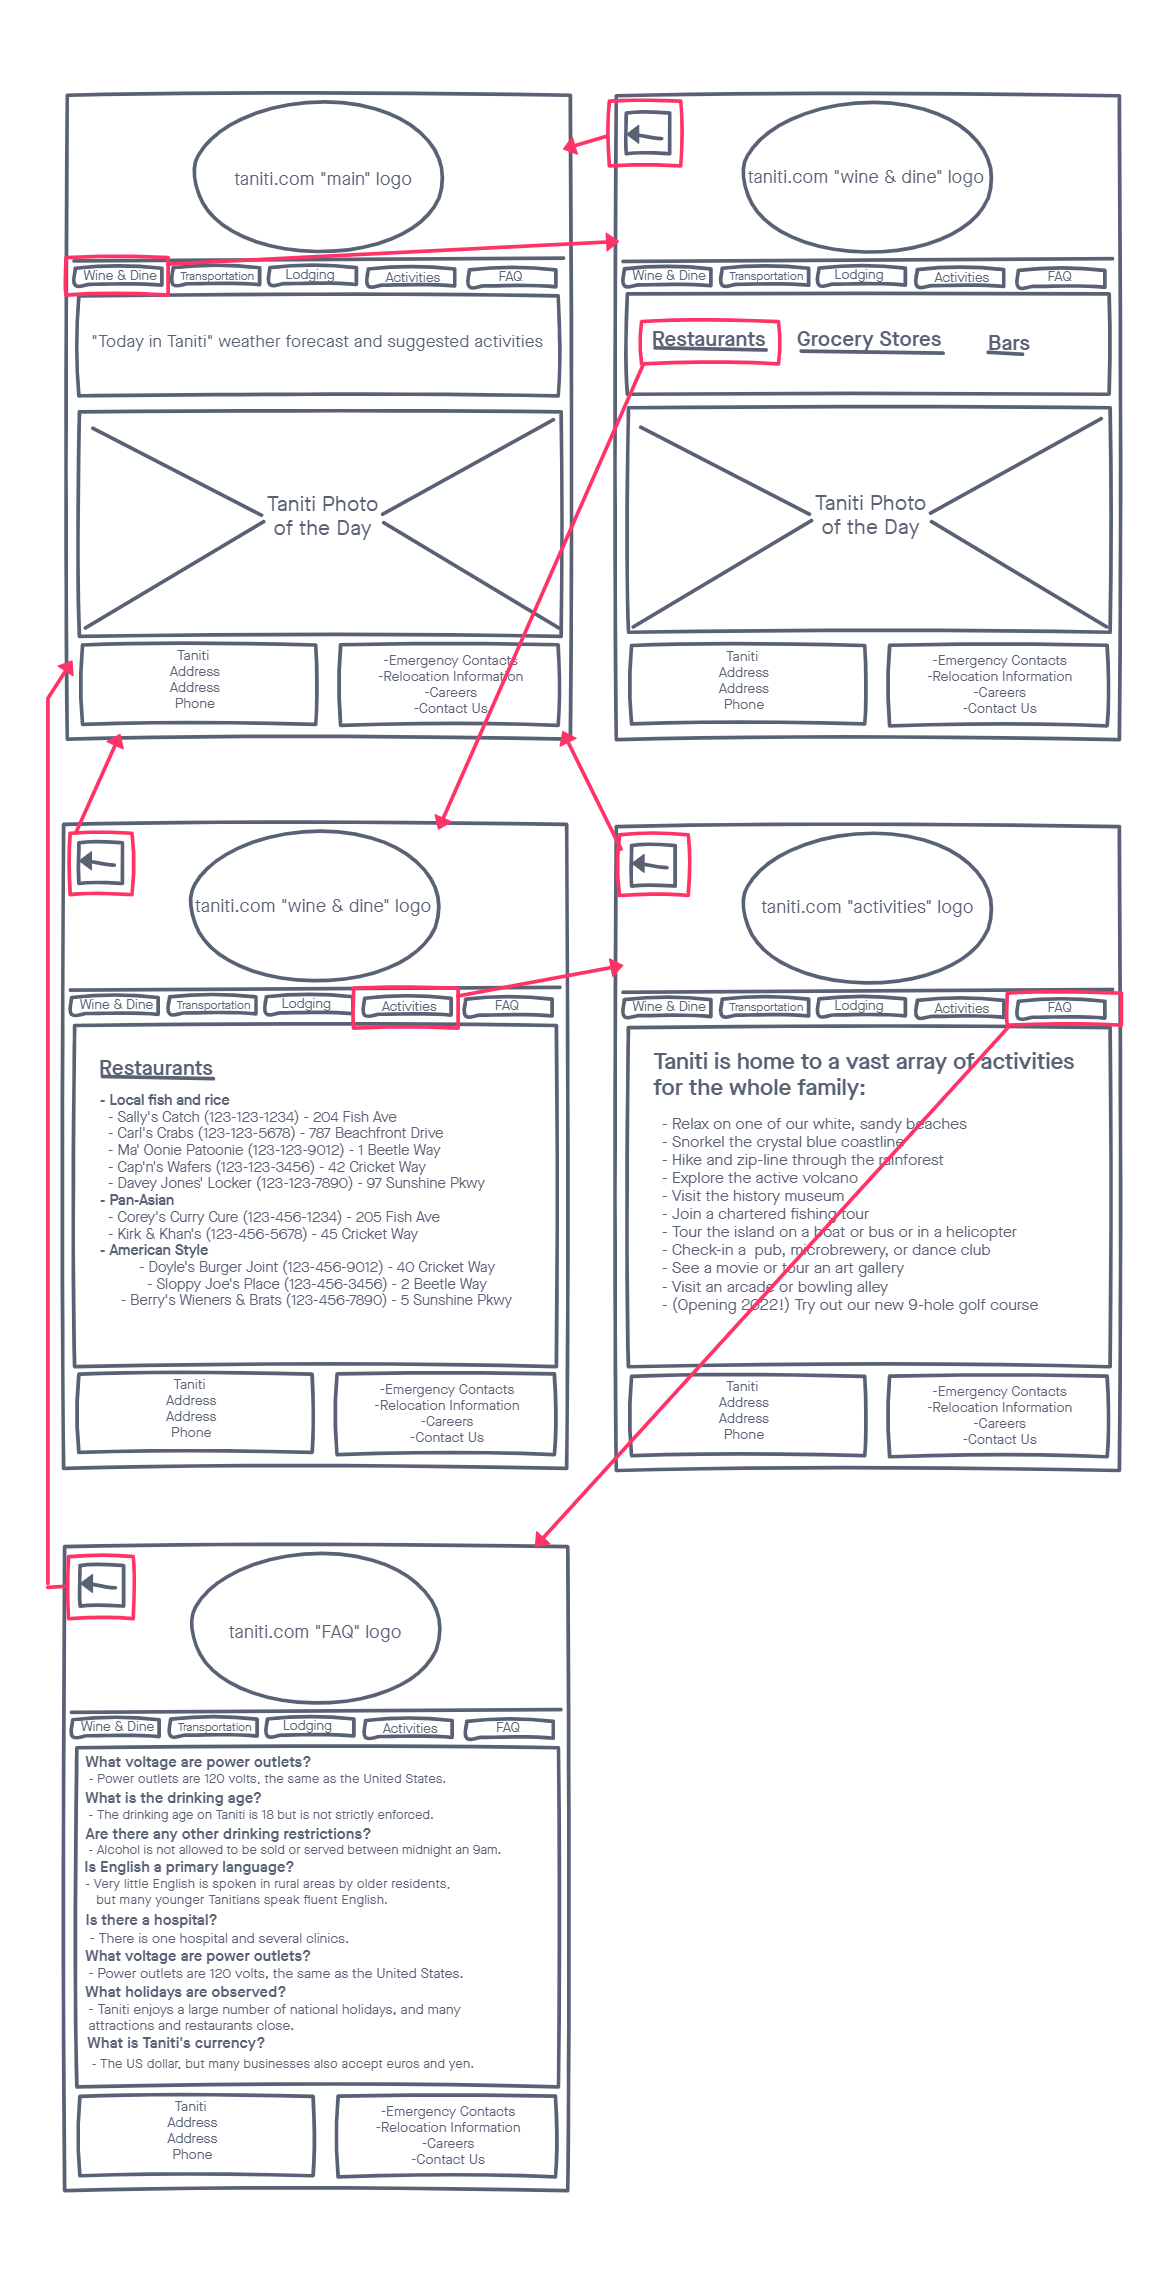 taniti.com "main" logo
Wine & Dine
Transportation
Lodging
Activities
FAQ
"Today in Taniti" weather forecast and suggested activities
Taniti Photo
of the Day
Taniti
Address
Address
Phone
-Emergency Contacts
-Relocation Information
-Careers
-Contact Us
taniti.com "wine & dine" logo
Wine & Dine
Transportation
Lodging
Activities
FAQ
Restaurants
Grocery Stores
Bars
Taniti Photo
of the Day
Taniti
Address
Address
Phone
-Emergency Contacts
-Relocation Information
-Careers
-Contact Us
taniti.com "wine & dine" logo
Wine & Dine
Transportation
Lodging
Activities
FAQ
Restaurants
- Local fish and rice
- Sally's Catch (123-123-1234) - 204 Fish Ave
- Carl's Crabs (123-123-5678) - 787 Beachfront Drive
- Ma' Oonie Patoonie (123-123-9012) - 1 Beetle Way
- Cap'n's Wafers (123-123-3456) - 42 Cricket Way
- Davey Jones' Locker (123-123-7890) - 97 Sunshine Pkwy
- Pan-Asian
- Corey's Curry Cure (123-456-1234) - 205 Fish Ave
- Kirk & Khan's (123-456-5678) - 45 Cricket Way
- American Style
- Doyle's Burger Joint (123-456-9012) - 40 Cricket Way
- Sloppy Joe's Place (123-456-3456) - 2 Beetle Way
- Berry's Wieners & Brats (123-456-7890) - 5 Sunshine Pkwy
Taniti
Address
Address
Phone
-Emergency Contacts
-Relocation Information
-Careers
-Contact Us
taniti.com "activities" logo
Wine & Dine
Transportation
Lodging
Activities
FAQ
Taniti is home to a vast array of activities
for the whole family:
- Relax on one of our white, sandy beaches
- Snorkel the crystal blue coastline
- Hike and zip-line through the rainforest
- Explore the active volcano
- Visit the history museum
- Join a chartered fishing tour
- Tour the island on a boat or bus or in a helicopter
- Check-in a pub, microbrewery, or dance club
- See a movie or tour an art gallery
- Visit an arcade or bowling alley
- (Opening 2022!) Try out our new 9-hole golf course
Taniti
Address
Address
Phone
-Emergency Contacts
-Relocation Information
-Careers
-Contact Us
taniti.com "FAQ" logo
Wine & Dine
Transportation
Lodging
Activities
FAQ
What voltage are power outlets?
- Power outlets are 120 volts, the same as the United States.
What is the drinking age?
- The drinking age on Taniti is 18 but is not strictly enforced.
Are there any other drinking restrictions?
- Alcohol is not allowed to be sold or served between midnight an 9am.
Is English a primary language?
- Very little English is spoken in rural areas by older residents,
but many younger Tanitians speak fluent English.
Is there a hospital?
- There is one hospital and several clinics.
What voltage are power outlets?
- Power outlets are 120 volts, the same as the United States.
What holidays are observed?
- Taniti enjoys a large number of national holidays, and many
attractions and restaurants close.
What is Taniti's currency?
- The US dollar, but many businesses also accept euros and yen.
Taniti
Address
Address
Phone
-Emergency Contacts
-Relocation Information
-Careers
-Contact Us